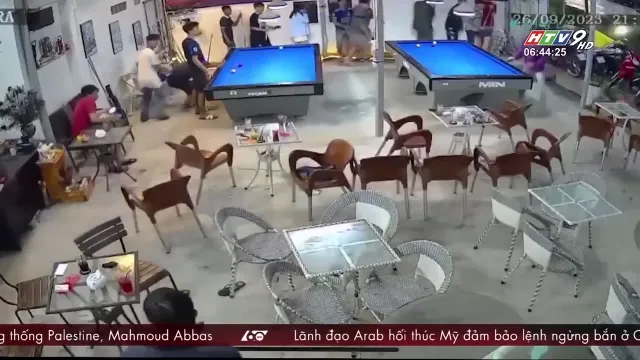 26/09/2023 21:
HTV9 HD
06:44:25
MIN
g thống Palestine, Mahmoud Abbas 60 Lãnh đạo Arab hối thúc Mỹ đảm bảo lệnh ngừng bắn ở G